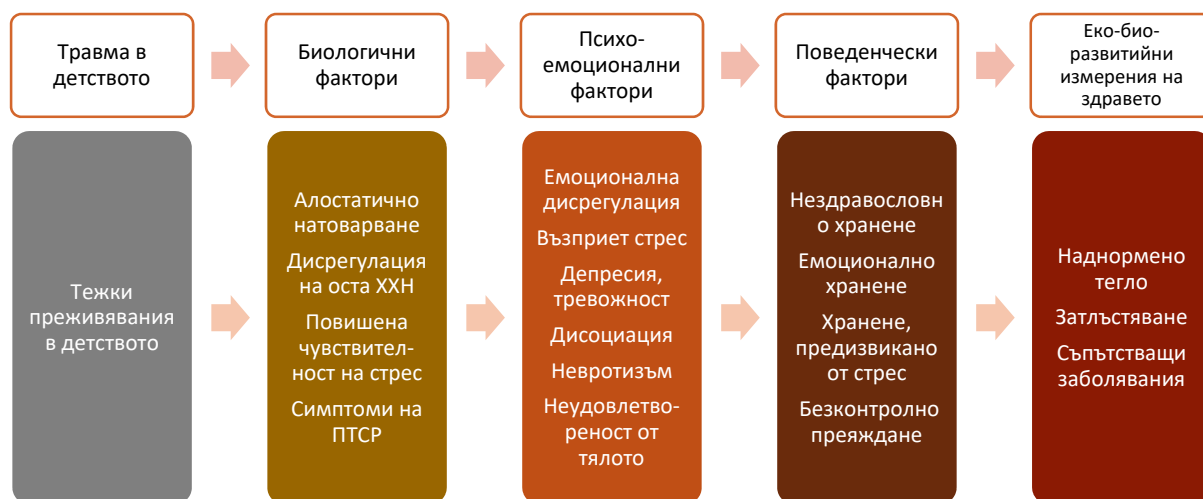 Травма в
детството
Биологични
фактори
Психо-
емоционални
фактори
Поведенчески
фактори
Еко-био-
развитийни
измерения на
здравето
Тежки
преживявания
в детството
Алостатично
натоварване
Дисрегулация
на оста ХХН
Повишена
чувствител-
ност на стрес
Симптоми на
ПТСР
Емоционална
дисрегулация
Възприет стрес
Депресия,
тревожност
Дисоциация
Невротизъм
Неудовлетво-
реност от
тялото
Нездравословн
о хранене
Емоционално
хранене
Хранене,
предизвикано
от стрес
Безконтролно
преяждане
Наднормено
тегло
Затлъстяване
Съпътстващи
заболявания